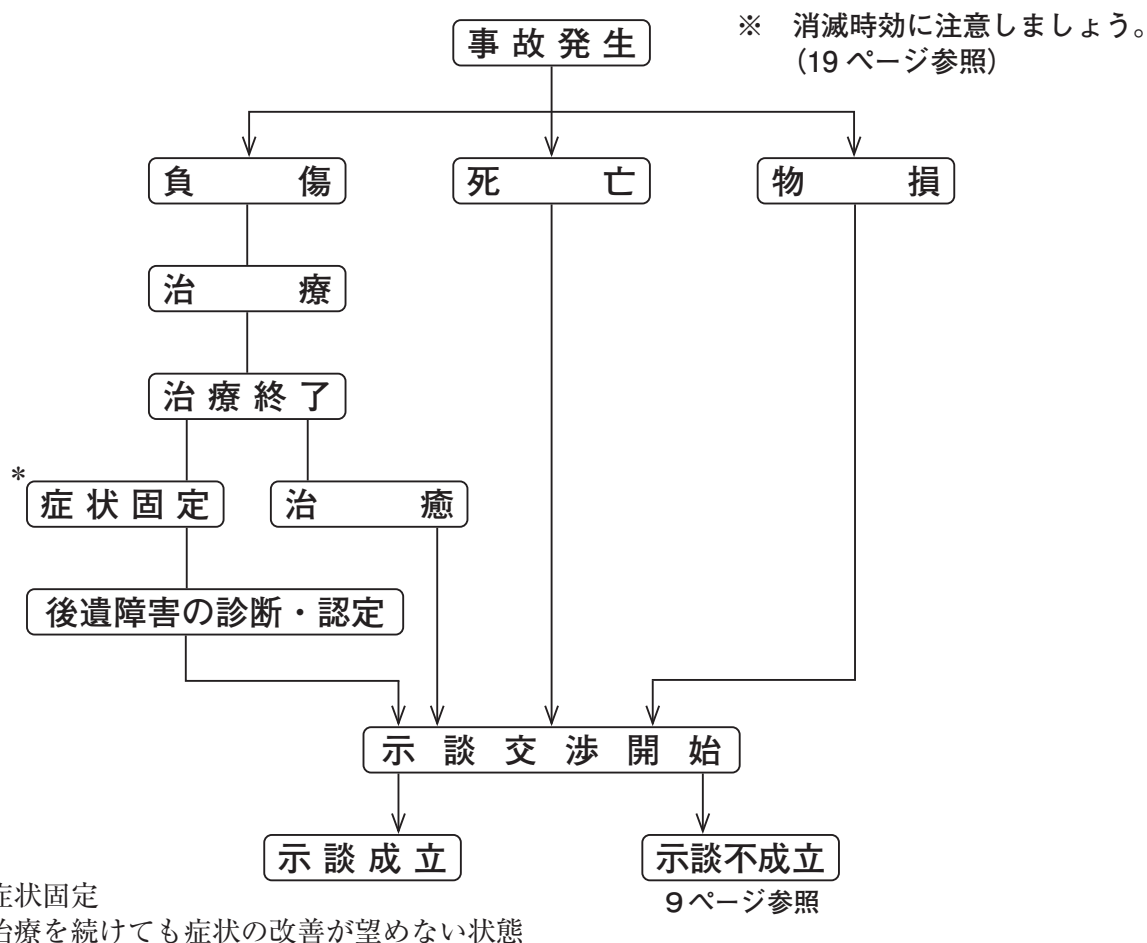 事故発生
※ 消滅時効に注意しましょう。
(19ページ参照)
負傷
死亡
物損
治療
治療終了
*
症状固定
治癒
後遺障害の診断・認定
示談交渉開始
示談成立
示談不成立
9ページ参照
症状固定
治療を続けても症状の改善が望めない状態